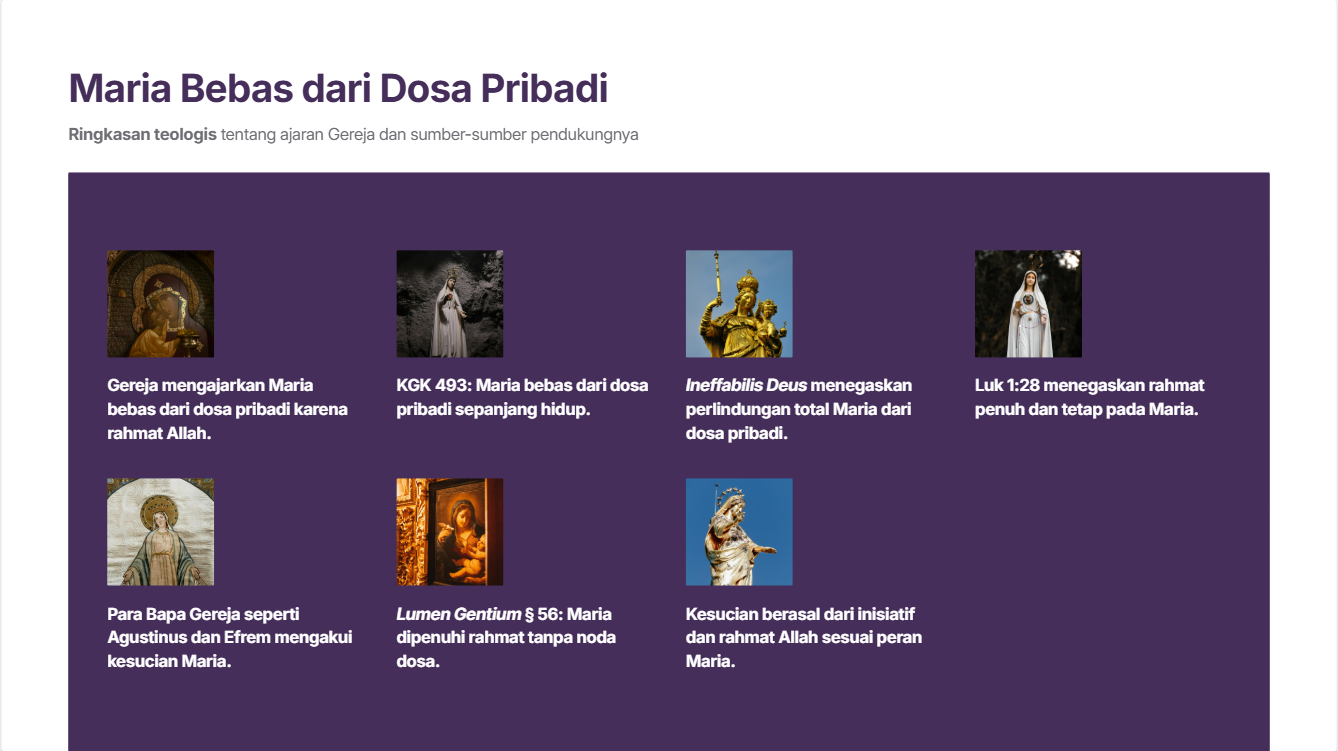 Maria Bebas dari Dosa Pribadi
Ringkasan teologis tentang ajaran Gereja dan sumber-sumber pendukungnya
Gereja mengajarkan Maria
bebas dari dosa pribadi karena
rahmat Allah.
KGK 493: Maria bebas dari dosa
pribadi sepanjang hidup.
Ineffabilis Deus menegaskan
perlindungan total Maria dari
dosa pribadi.
Luk 1:28 menegaskan rahmat
penuh dan tetap pada Maria.
Para Bapa Gereja seperti
Agustinus dan Efrem mengakui
kesucian Maria.
Lumen Gentium § 56: Maria
dipenuhi rahmat tanpa noda
dosa.
Kesucian berasal dari inisiatif
dan rahmat Allah sesuai peran
Maria.